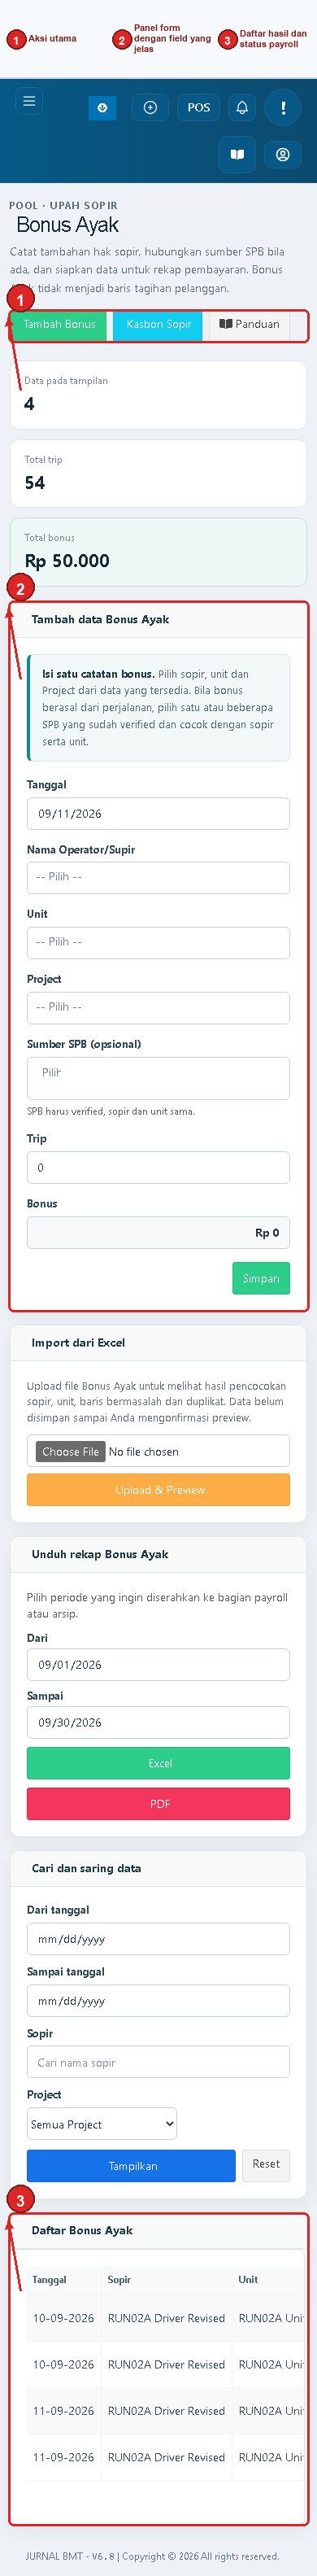 1 Aksi utama
2 Panel form
dengan field yang
jelas
3 Daftar hasil dan
status payroll
POS
!
POOL · UPAH SOPIR
Bonus Ayak
Catat tambahan hak sopir, hubungkan sumber SPB bila
ada, dan siapkan data untuk rekap pembayaran. Bonus
tidak menjadi baris tagihan pelanggan.
1
Tambah Bonus
Kasbon Sopir
Panduan
Data pada tampilan
4
Total trip
54
Total bonus
Rp 50.000
2
Tambah data Bonus Ayak
Isi satu catatan bonus. Pilih sopir, unit dan
Project dari data yang tersedia. Bila bonus
berasal dari perjalanan, pilih satu atau beberapa
SPB yang sudah verified dan cocok dengan sopir
serta unit.
Tanggal
09/11/2026
Nama Operator/Supir
-- Pilih --
Unit
-- Pilih --
Project
-- Pilih --
Sumber SPB (opsional)
SPB harus verified, sopir dan unit sama.
Trip
0
Bonus
Rp 0
Simpan
Import dari Excel
Upload file Bonus Ayak untuk melihat hasil pencocokan
sopir, unit, baris bermasalah dan duplikat. Data belum
disimpan sampai Anda mengonfirmasi preview.
Choose File No file chosen
Upload & Preview
Unduh rekap Bonus Ayak
Pilih periode yang ingin diserahkan ke bagian payroll
atau arsip.
Dari
09/01/2026
Sampai
09/30/2026
Excel
PDF
Cari dan saring data
Dari tanggal
mm/dd/yyyy
Sampai tanggal
mm/dd/yyyy
Sopir
Cari nama sopir
Project
Semua Project
Tampilkan
Reset
3
Daftar Bonus Ayak
Tanggal Sopir Unit
10-09-2026 RUN02A Driver Revised RUN02A
10-09-2026 RUN02A Driver Revised RUN02A
11-09-2026 RUN02A Driver Revised RUN02A
11-09-2026 RUN02A Driver Revised RUN02A
JURNAL BMT - V6.8 | Copyright © 2026 All rights reserved.